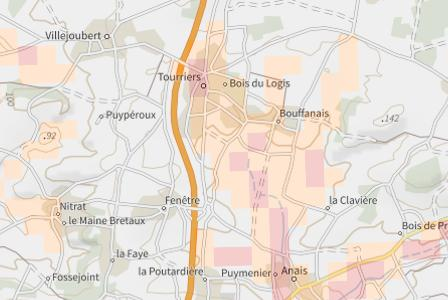 Villejoubert
Tourriers
Bois du Logis
Puypéroux
Bouffanais
.142
.92
Nitrat
le Maine Bretaux
Fenêtre
la Clavière
Bois de Pr
la Faye
Fossejoint
la Poutardière
Puymenier
Anais